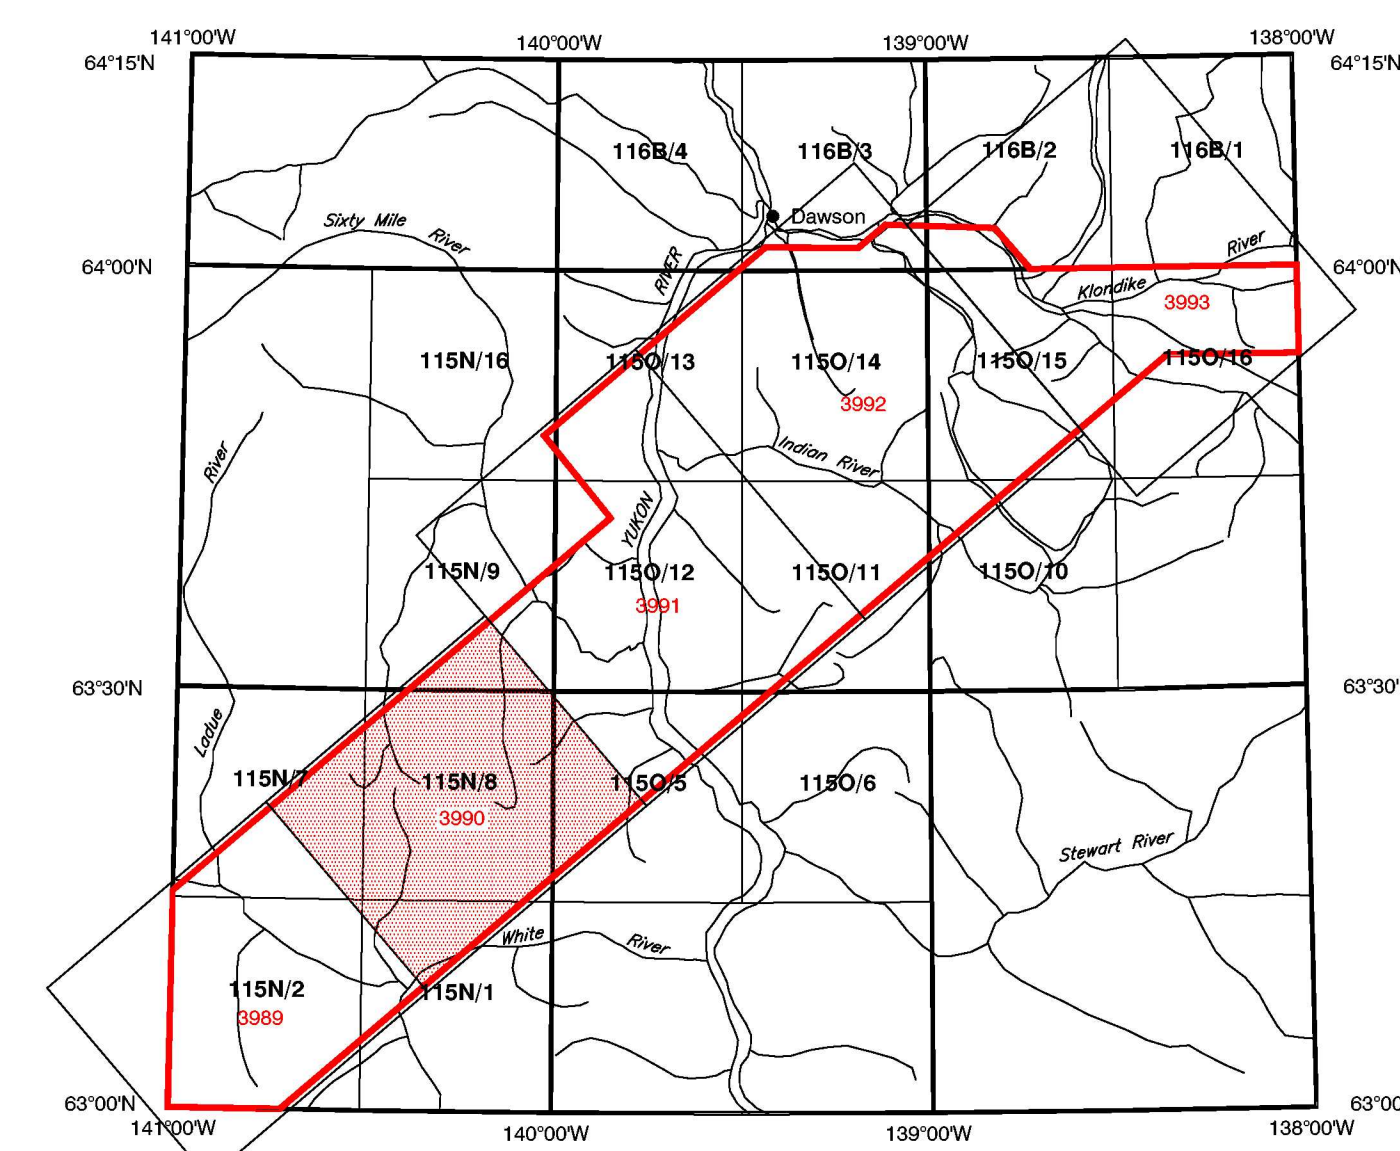 141°00'W
140°00'W
139°00'W
138°00'W
64°15'N
64°15'N
116B/4
116B/3
116B/2
116B/1
Dawson
Sixty Mile River
RIVER
River
64°00'N
64°00'N
Klondike
3993
115N/16
115O/13
115O/14
115O/15
115O/16
3992
Indian River
River
YUKON
115N/9
115O/12
115O/11
115O/10
3991
63°30'N
63°30'
Ladue
115N/7
115N/8
115O/5
115O/6
3990
Stewart River
White River
115N/2
115N/1
3989
63°00'N
63°00
141°00'W
140°00'W
139°00'W
138°00'W